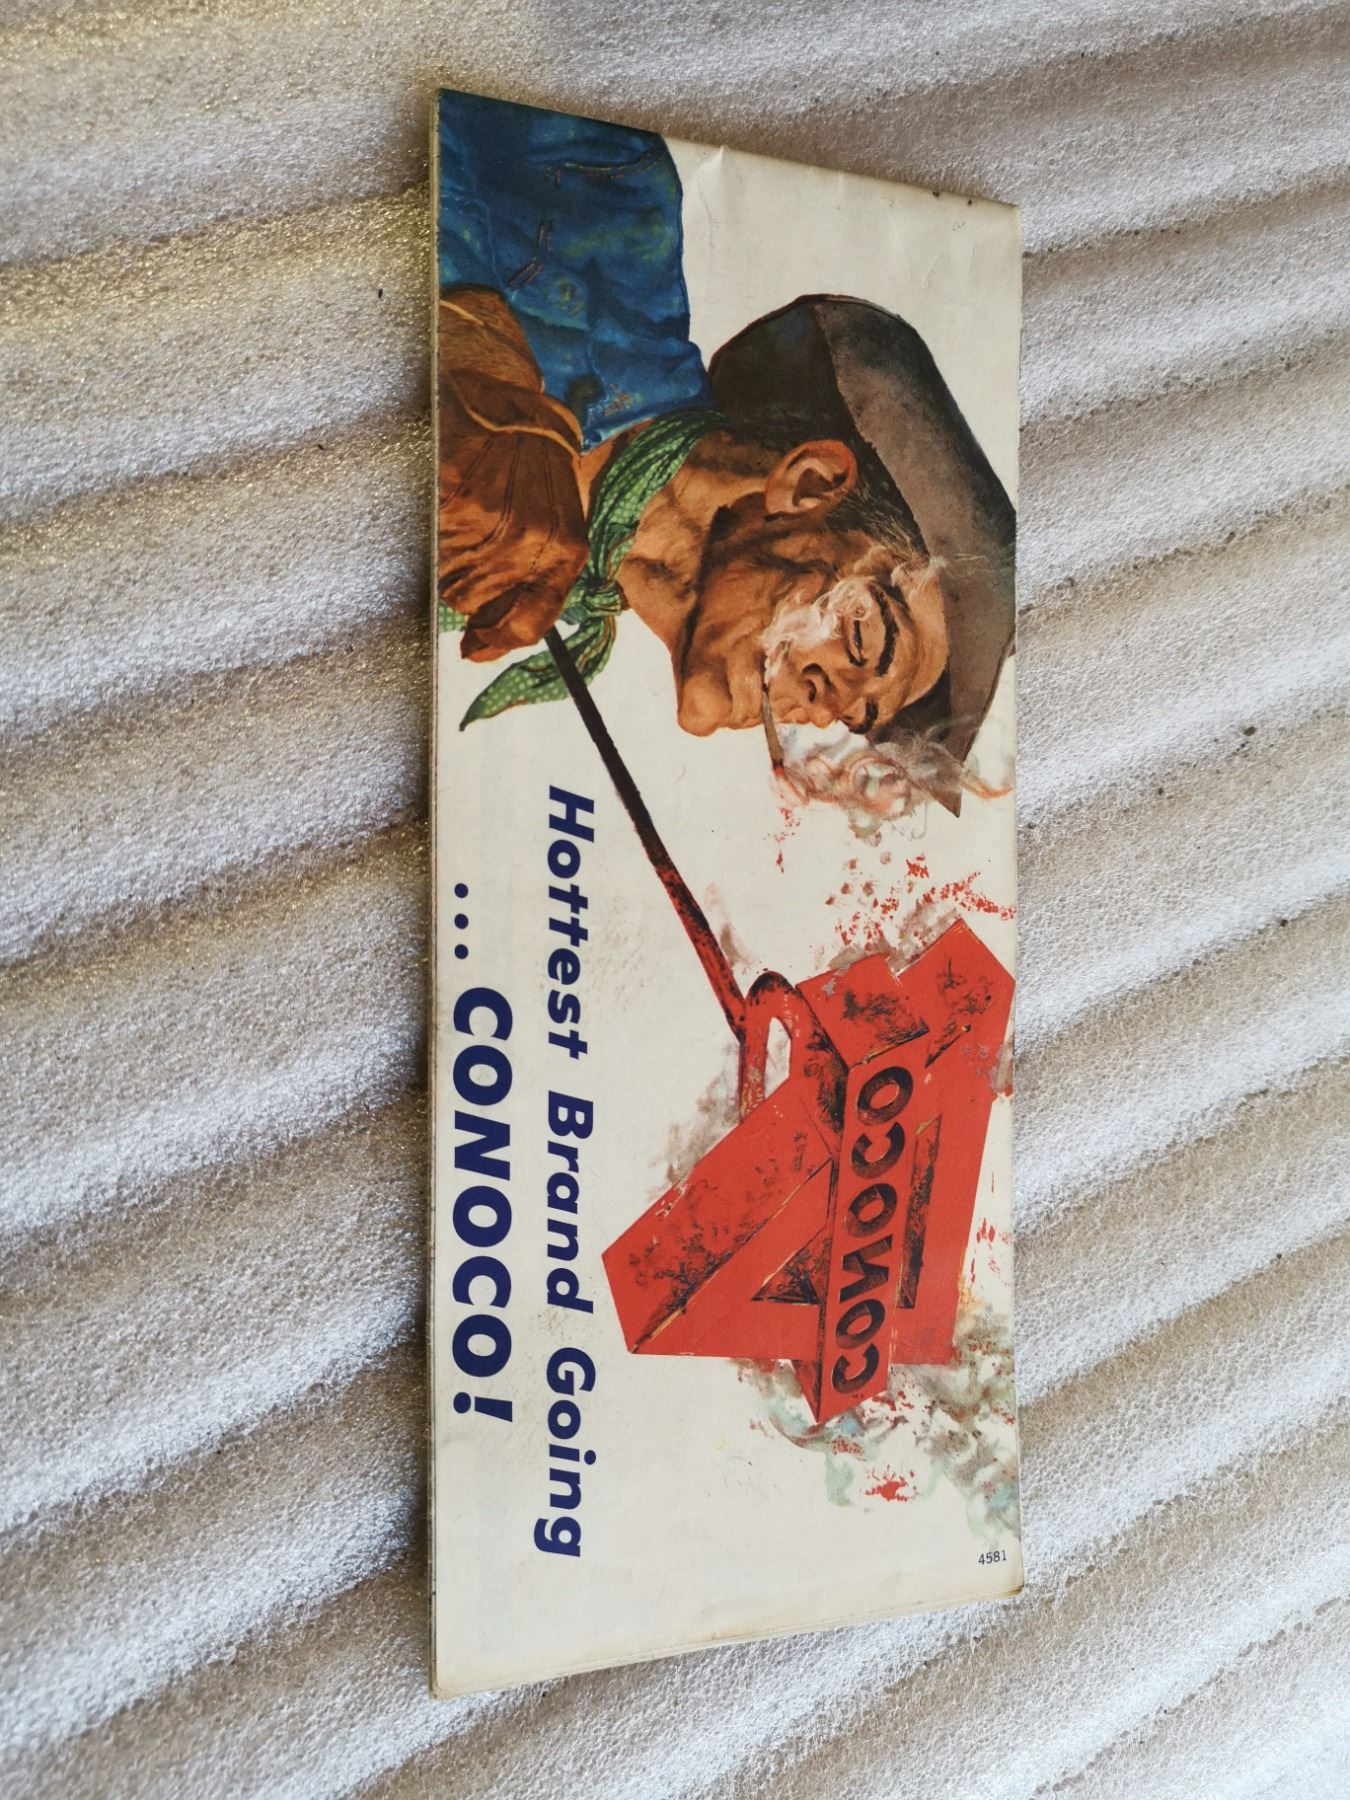 4581
CONOCO
Hottest Brand Going
... CONOCO!